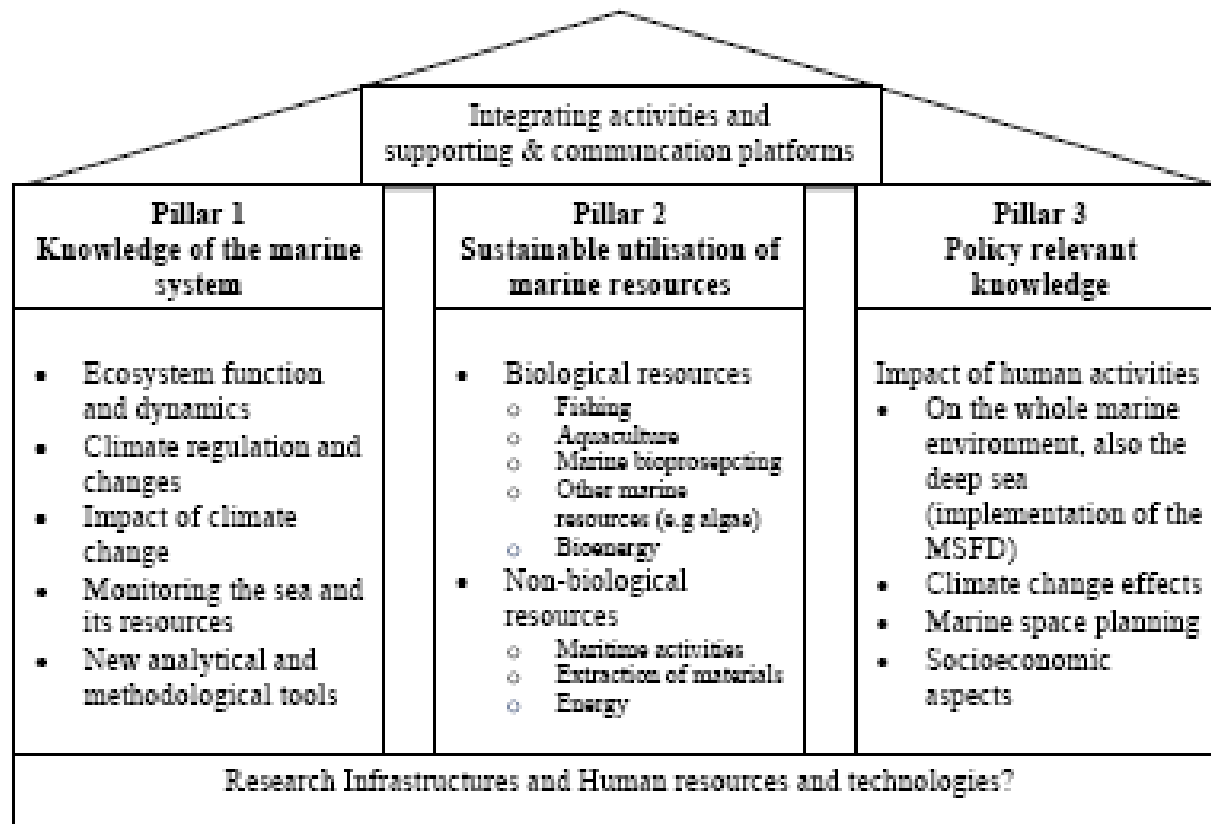 Integrating activities and
supporting & communcation platforms
Pillar 1
Knowledge of the marine
system
Pillar 2
Sustainable utilisation of
marine resources
Pillar 3
Policy relevant
knowledge
• Ecosystem function
and dynamics
• Climate regulation and
changes
• Impact of climate
change
• Monitoring the sea and
its resources
• New analytical and
methodological tools
• Biological resources
o Fishing
o Aquaculture
o Marine bioprosepcting
o Other marine
resources (e.g algae)
o Bioenergy
• Non-biological
resources
o Maritime activities
o Extraction of materials
o Energy
Impact of human activities
• On the whole marine
environment, also the
deep sea
(implementation of the
MSFD)
• Climate change effects
• Marine space planning
• Socioeconomic
aspects
Research Infrastructures and Human resources and technologies?